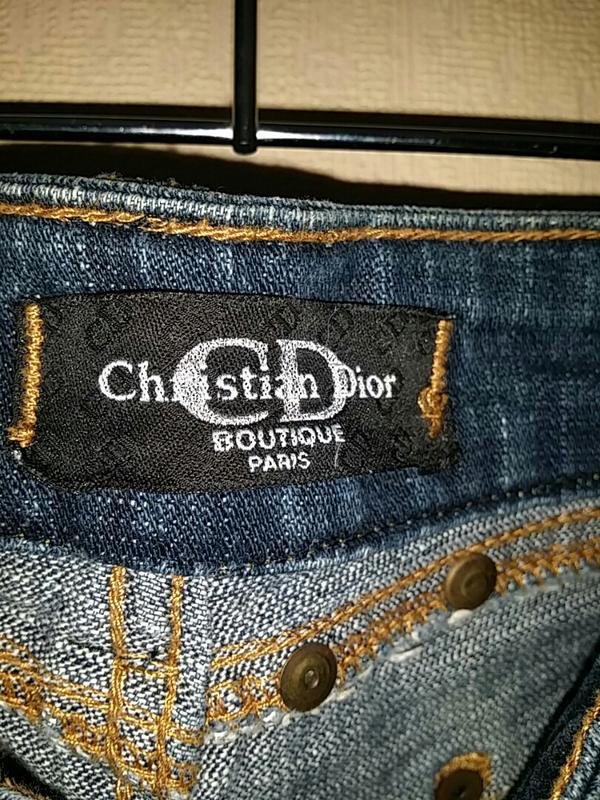 CD
Christian Dior
BOUTIQUE
PARIS